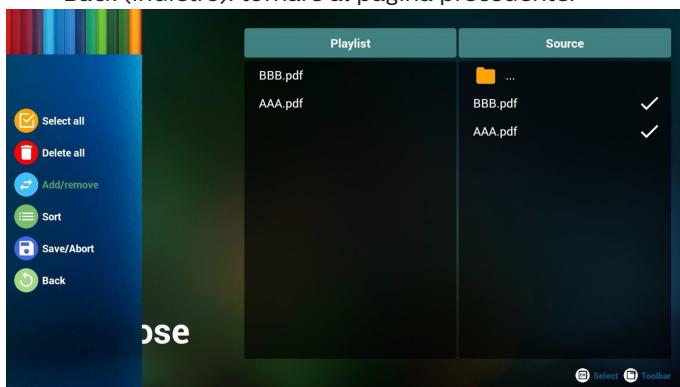 Back (indietro): tornare al pagina precedente.
Playlist
Source
BBB.pdf
AAA.pdf
...
BBB.pdf
AAA.pdf
Select all
Delete all
Add/remove
Sort
Save/Abort
Back
ose
OK Select Toolbar